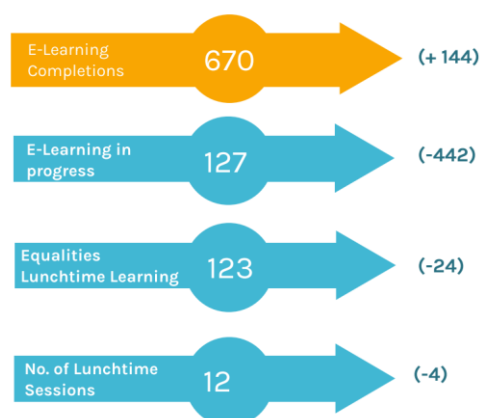 E-Learning
Completions
670
(+ 144)
E-Learning in
progress
127
(-442)
Equalities
Lunchtime Learning
123
(-24)
No. of Lunchtime
Sessions
12
(-4)